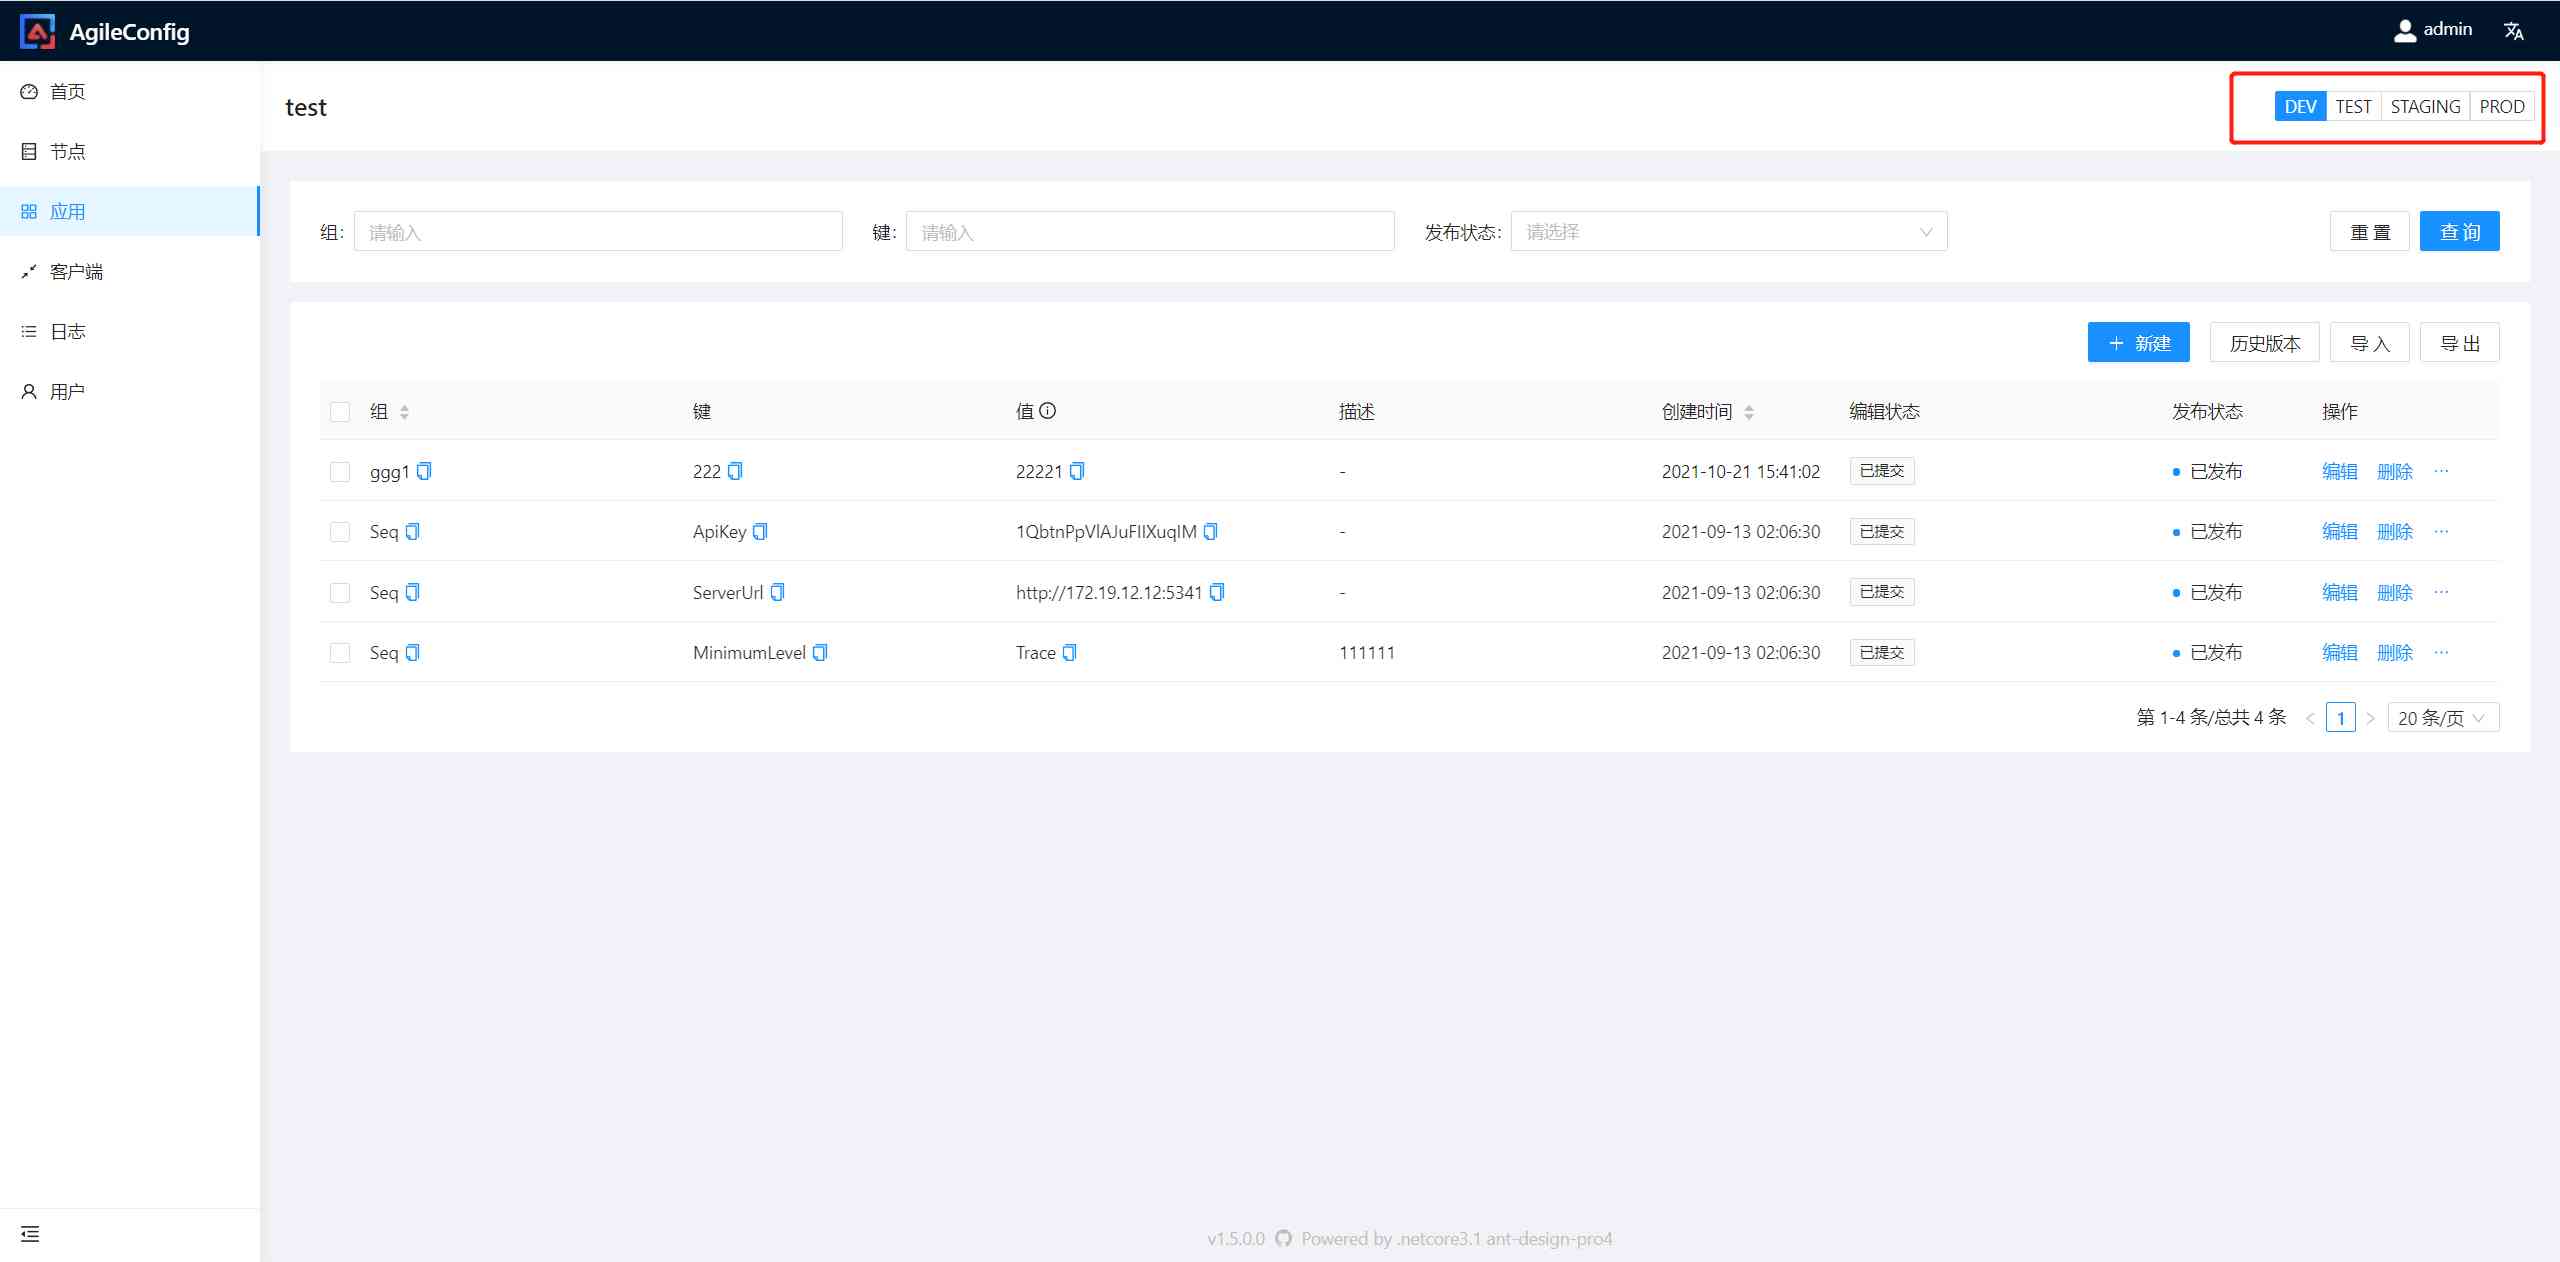 AgileConfig
admin
首页
节点
应用
客户端
日志
用户
test
DEV TEST STAGING PROD
组: 请输入 键: 请输入 发布状态: 请选择 重 置 查 询
新建 历史版本 导 入 导 出
组 键 值 描述 创建时间 编辑状态 发布状态 操作
ggg1 222 22221 - 2021-10-21 15:41:02 已提交 已发布 编辑 删除 ···
Seq ApiKey - 2021-09-13 02:06:30 已提交 已发布 编辑 删除 ···
Seq ServerUrl http://172.19.12.12:5341 - 2021-09-13 02:06:30 已提交 已发布 编辑 删除 ···
Seq MinimumLevel Trace 111111 2021-09-13 02:06:30 已提交 已发布 编辑 删除 ···
第 1-4 条/总共 4 条 < 1 > 20 条/页
v1.5.0.0 Powered by .netcore3.1 ant-design-pro4